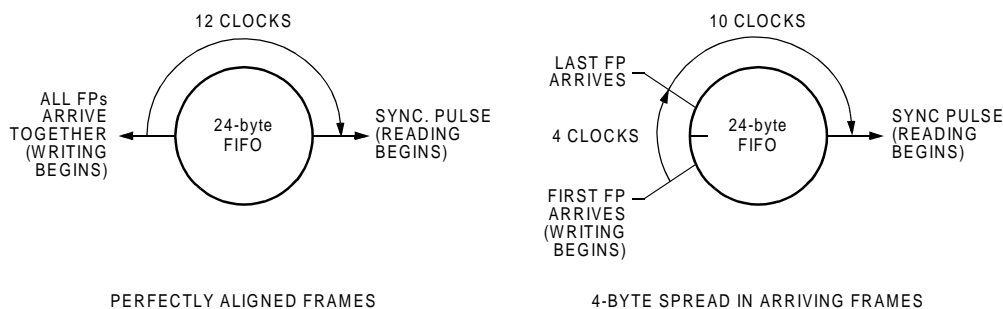 12 CLOCKS
ALL FPs
ARRIVE
TOGETHER
(WRITING
BEGINS)
24-byte
FIFO
SYNC. PULSE
(READING
BEGINS)
PERFECTLY ALIGNED FRAMES
10 CLOCKS
LAST FP
ARRIVES
4 CLOCKS
24-byte
FIFO
SYNC PULSE
(READING
BEGINS)
FIRST FP
ARRIVES
(WRITING
BEGINS)
4-BYTE SPREAD IN ARRIVING FRAMES